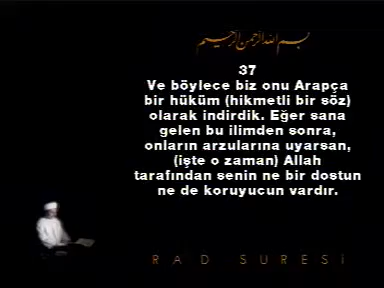 بسم الله الرحمن الرحيم
37
Ve böylece biz onu Arapça
bir hüküm (hikmetli bir söz)
olarak indirdik. Eğer sana
gelen bu ilimden sonra,
onların arzularına uyarsan,
(işte o zaman) Allah
tarafından senin ne bir dostun
ne de koruyucun vardır.
RAD SURESİ